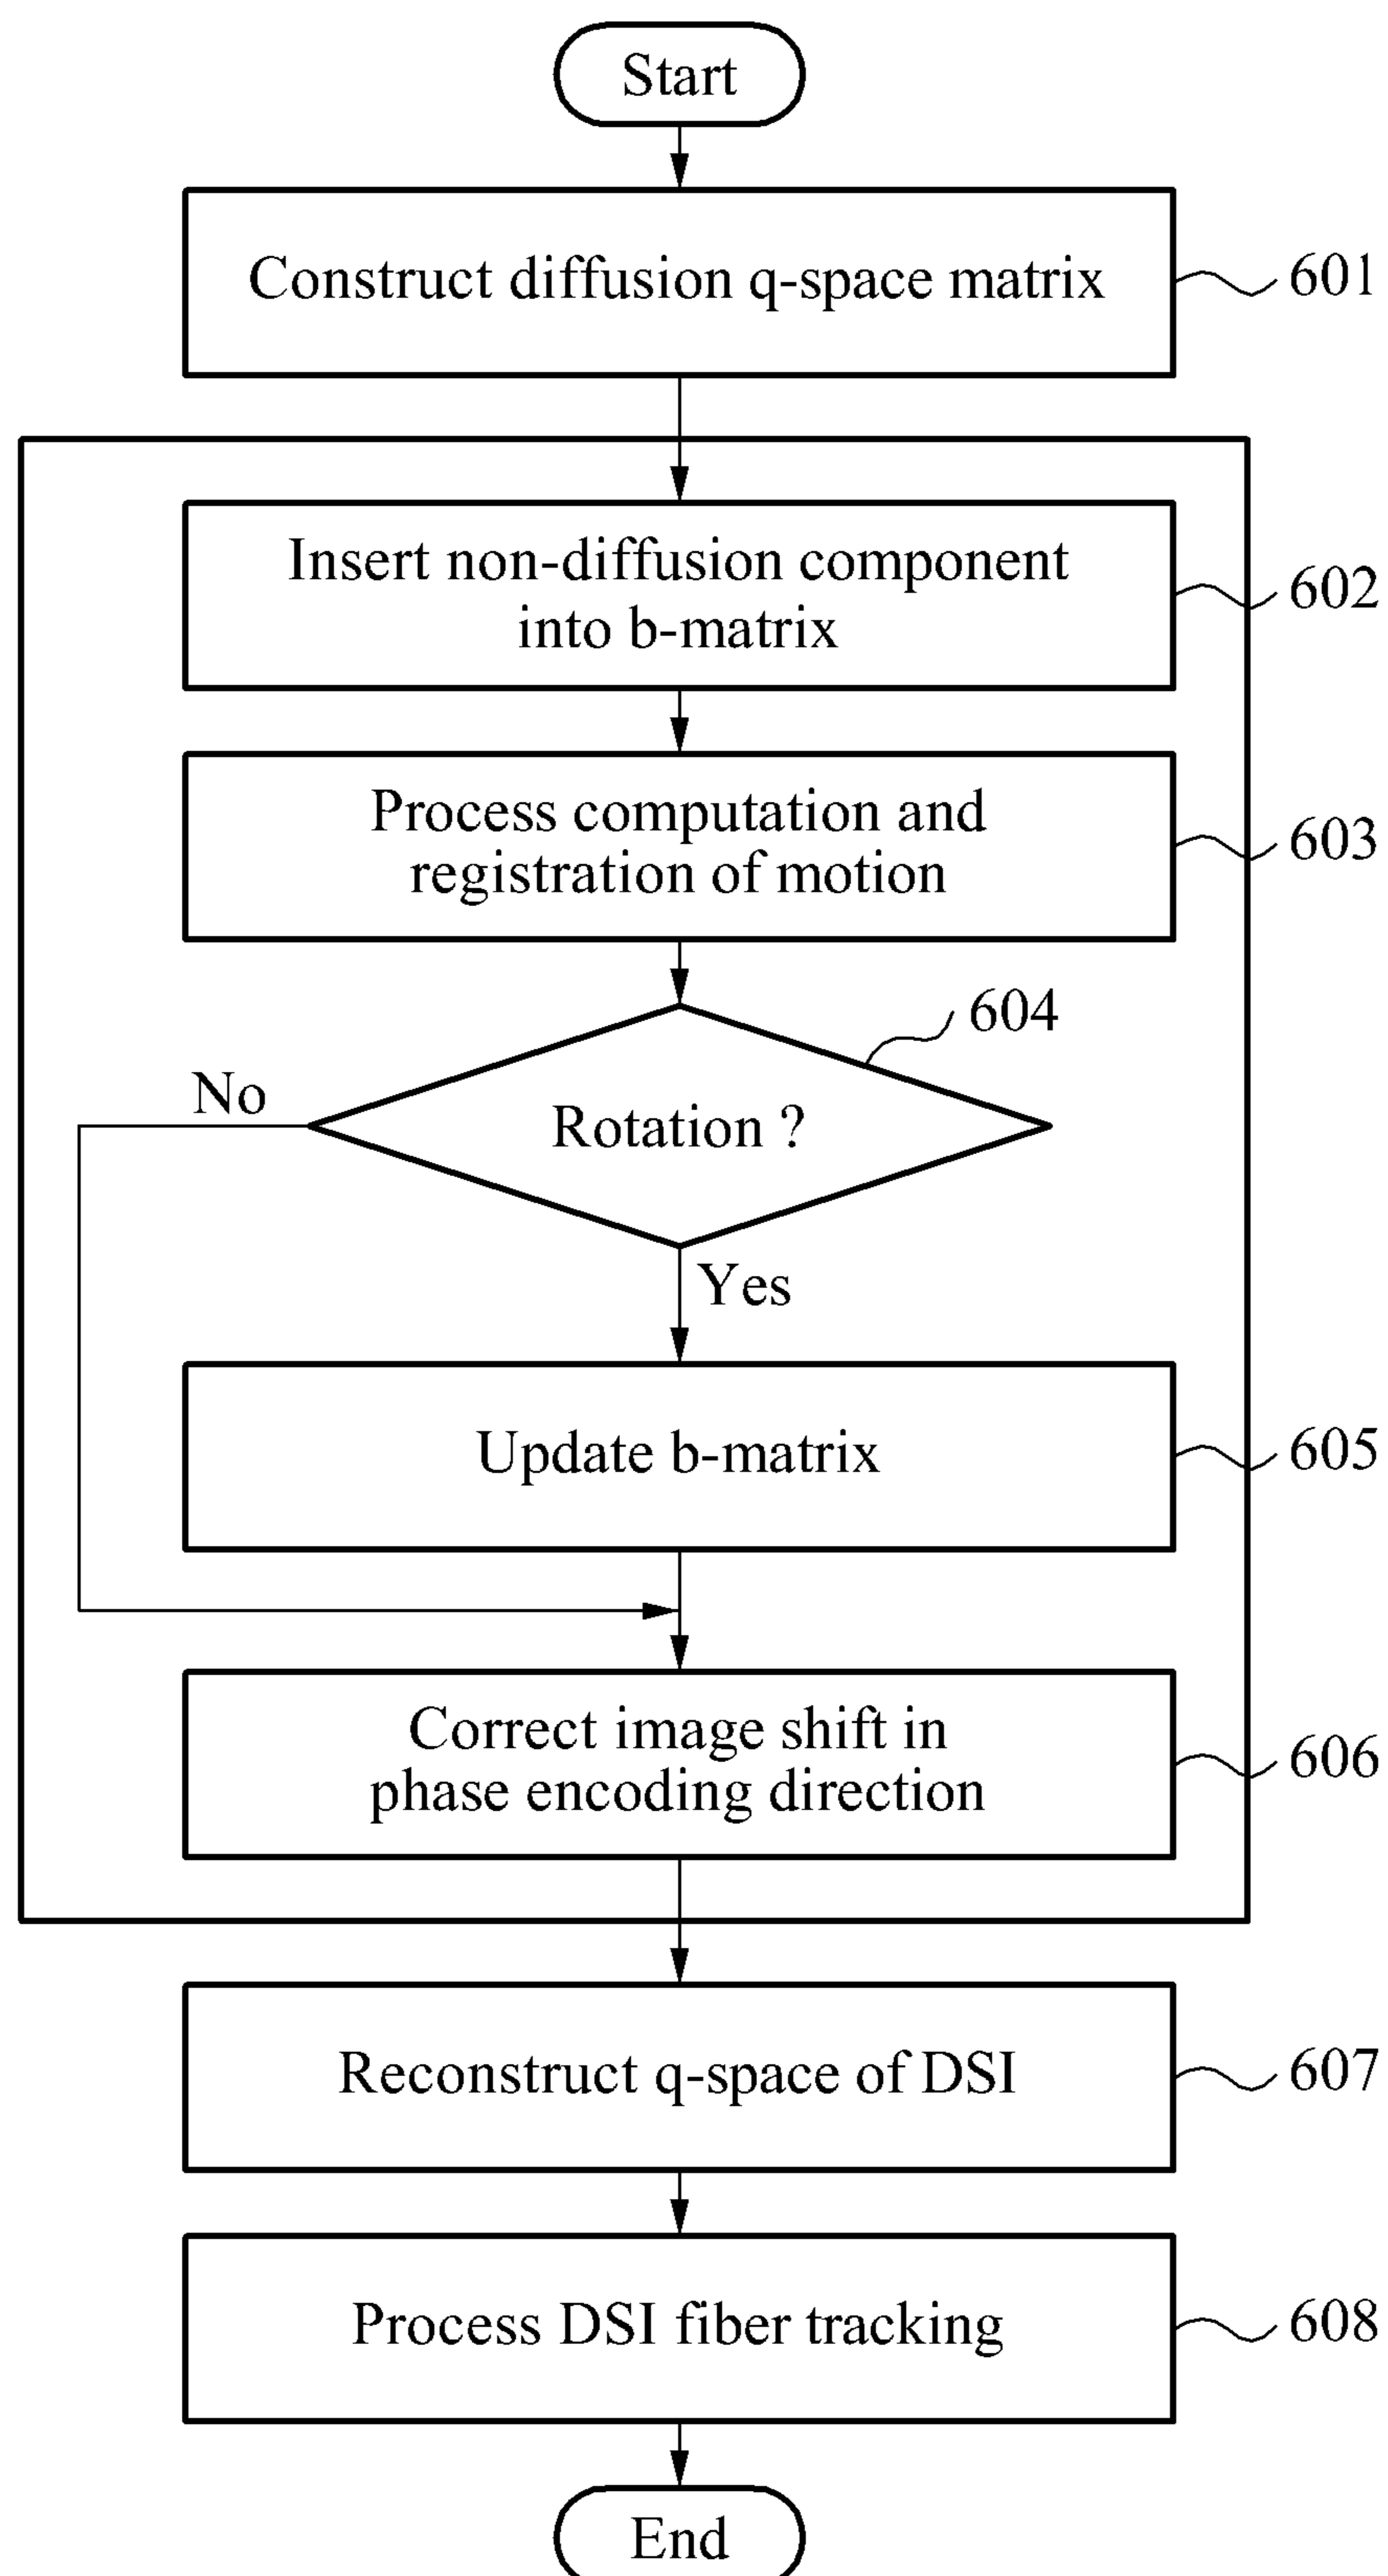 Start
Construct diffusion q-space matrix
601
Insert non-diffusion component
into b-matrix
602
Process computation and
registration of motion
603
604
No
Rotation ?
Yes
Update b-matrix
605
Correct image shift in
phase encoding direction
606
Reconstruct q-space of DSI
607
Process DSI fiber tracking
608
End